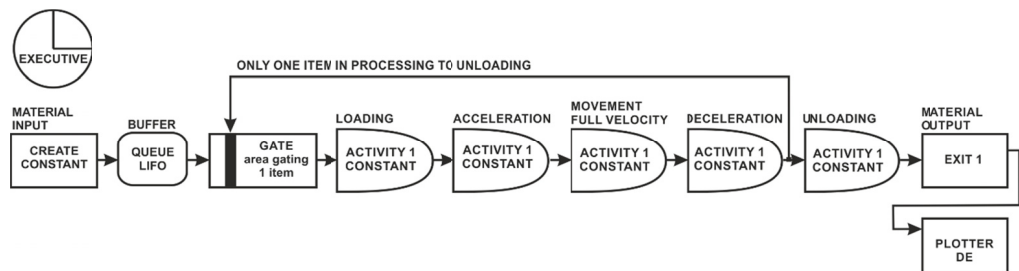 EXECUTIVE
ONLY ONE ITEM IN PROCESSING TO UNLOADING
MATERIAL
INPUT
CREATE
CONSTANT
BUFFER
QUEUE
LIFO
GATE
area gating
1 item
LOADING
ACTIVITY 1
CONSTANT
ACCELERATION
ACTIVITY 1
CONSTANT
MOVEMENT
FULL VELOCITY
ACTIVITY 1
CONSTANT
DECELERATION
ACTIVITY 1
CONSTANT
UNLOADING
ACTIVITY 1
CONSTANT
MATERIAL
OUTPUT
EXIT 1
PLOTTER
DE